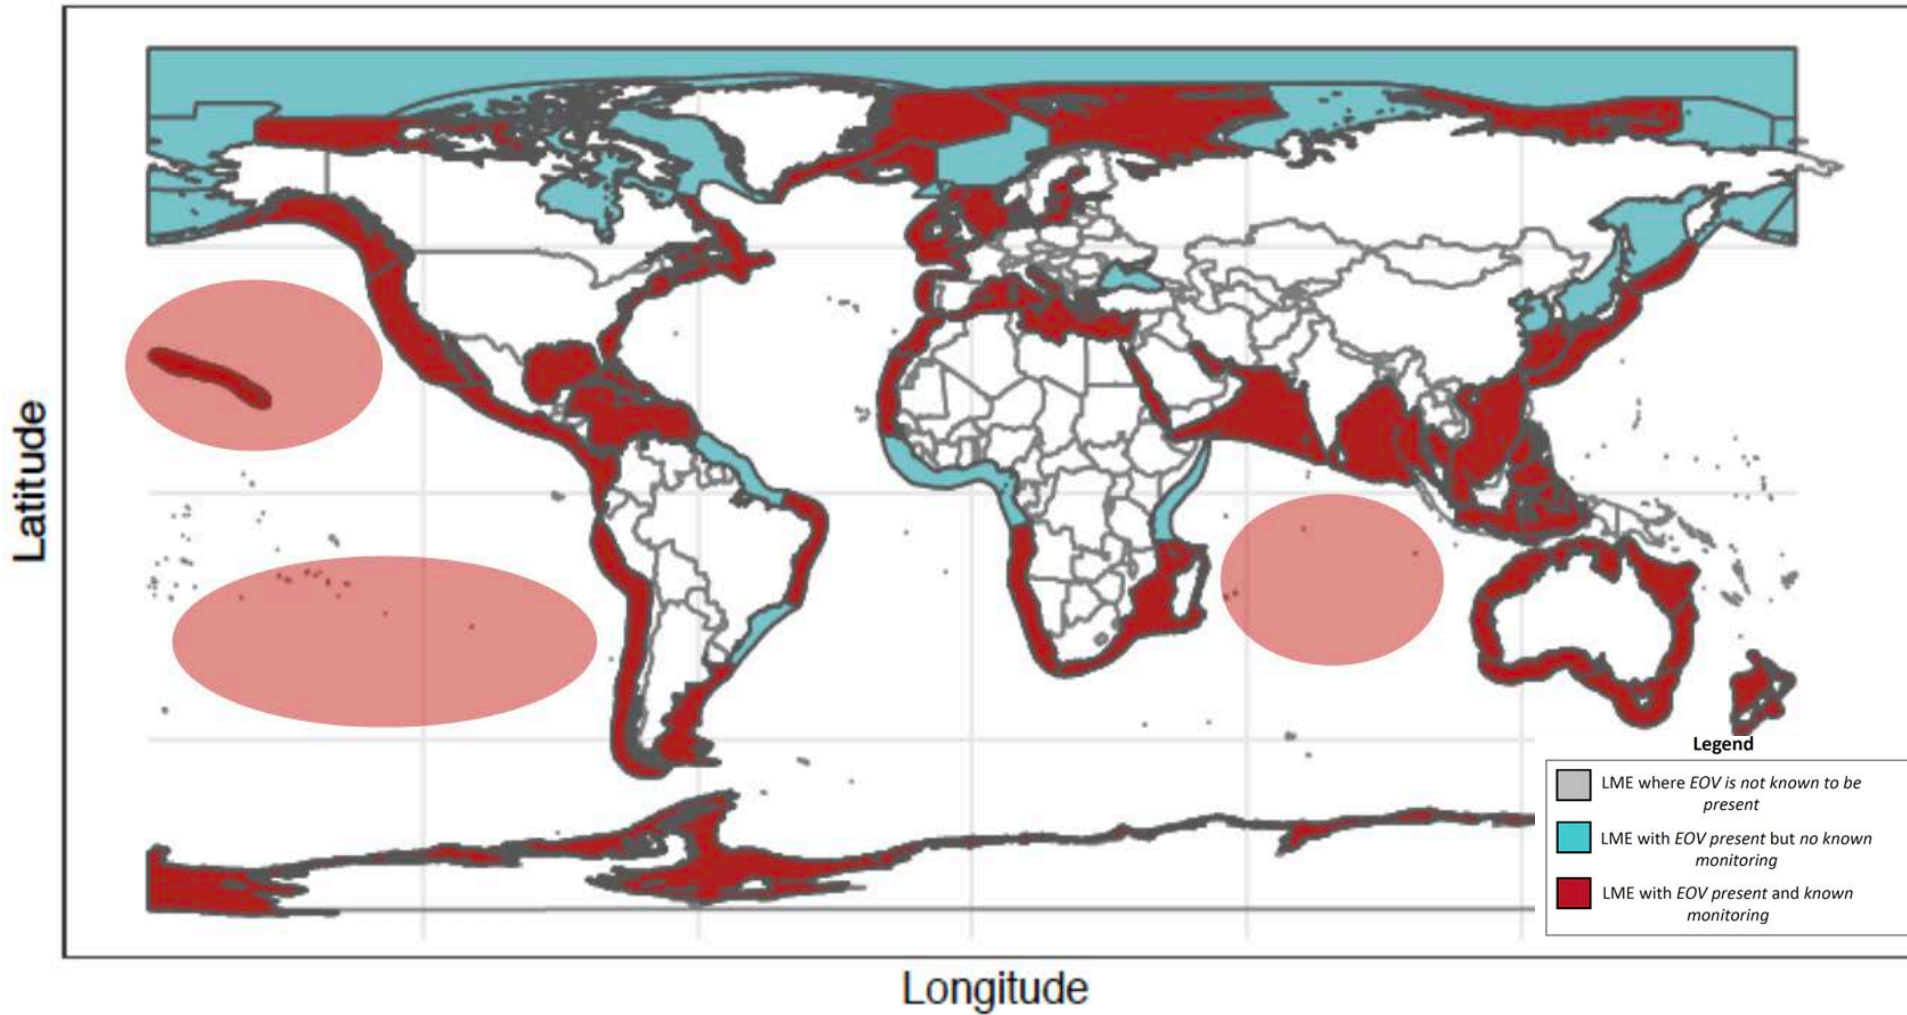 Latitude
Legend
LME where EOV is not known to be
present
LME with EOV present but no known
monitoring
LME with EOV present and known
monitoring
Longitude